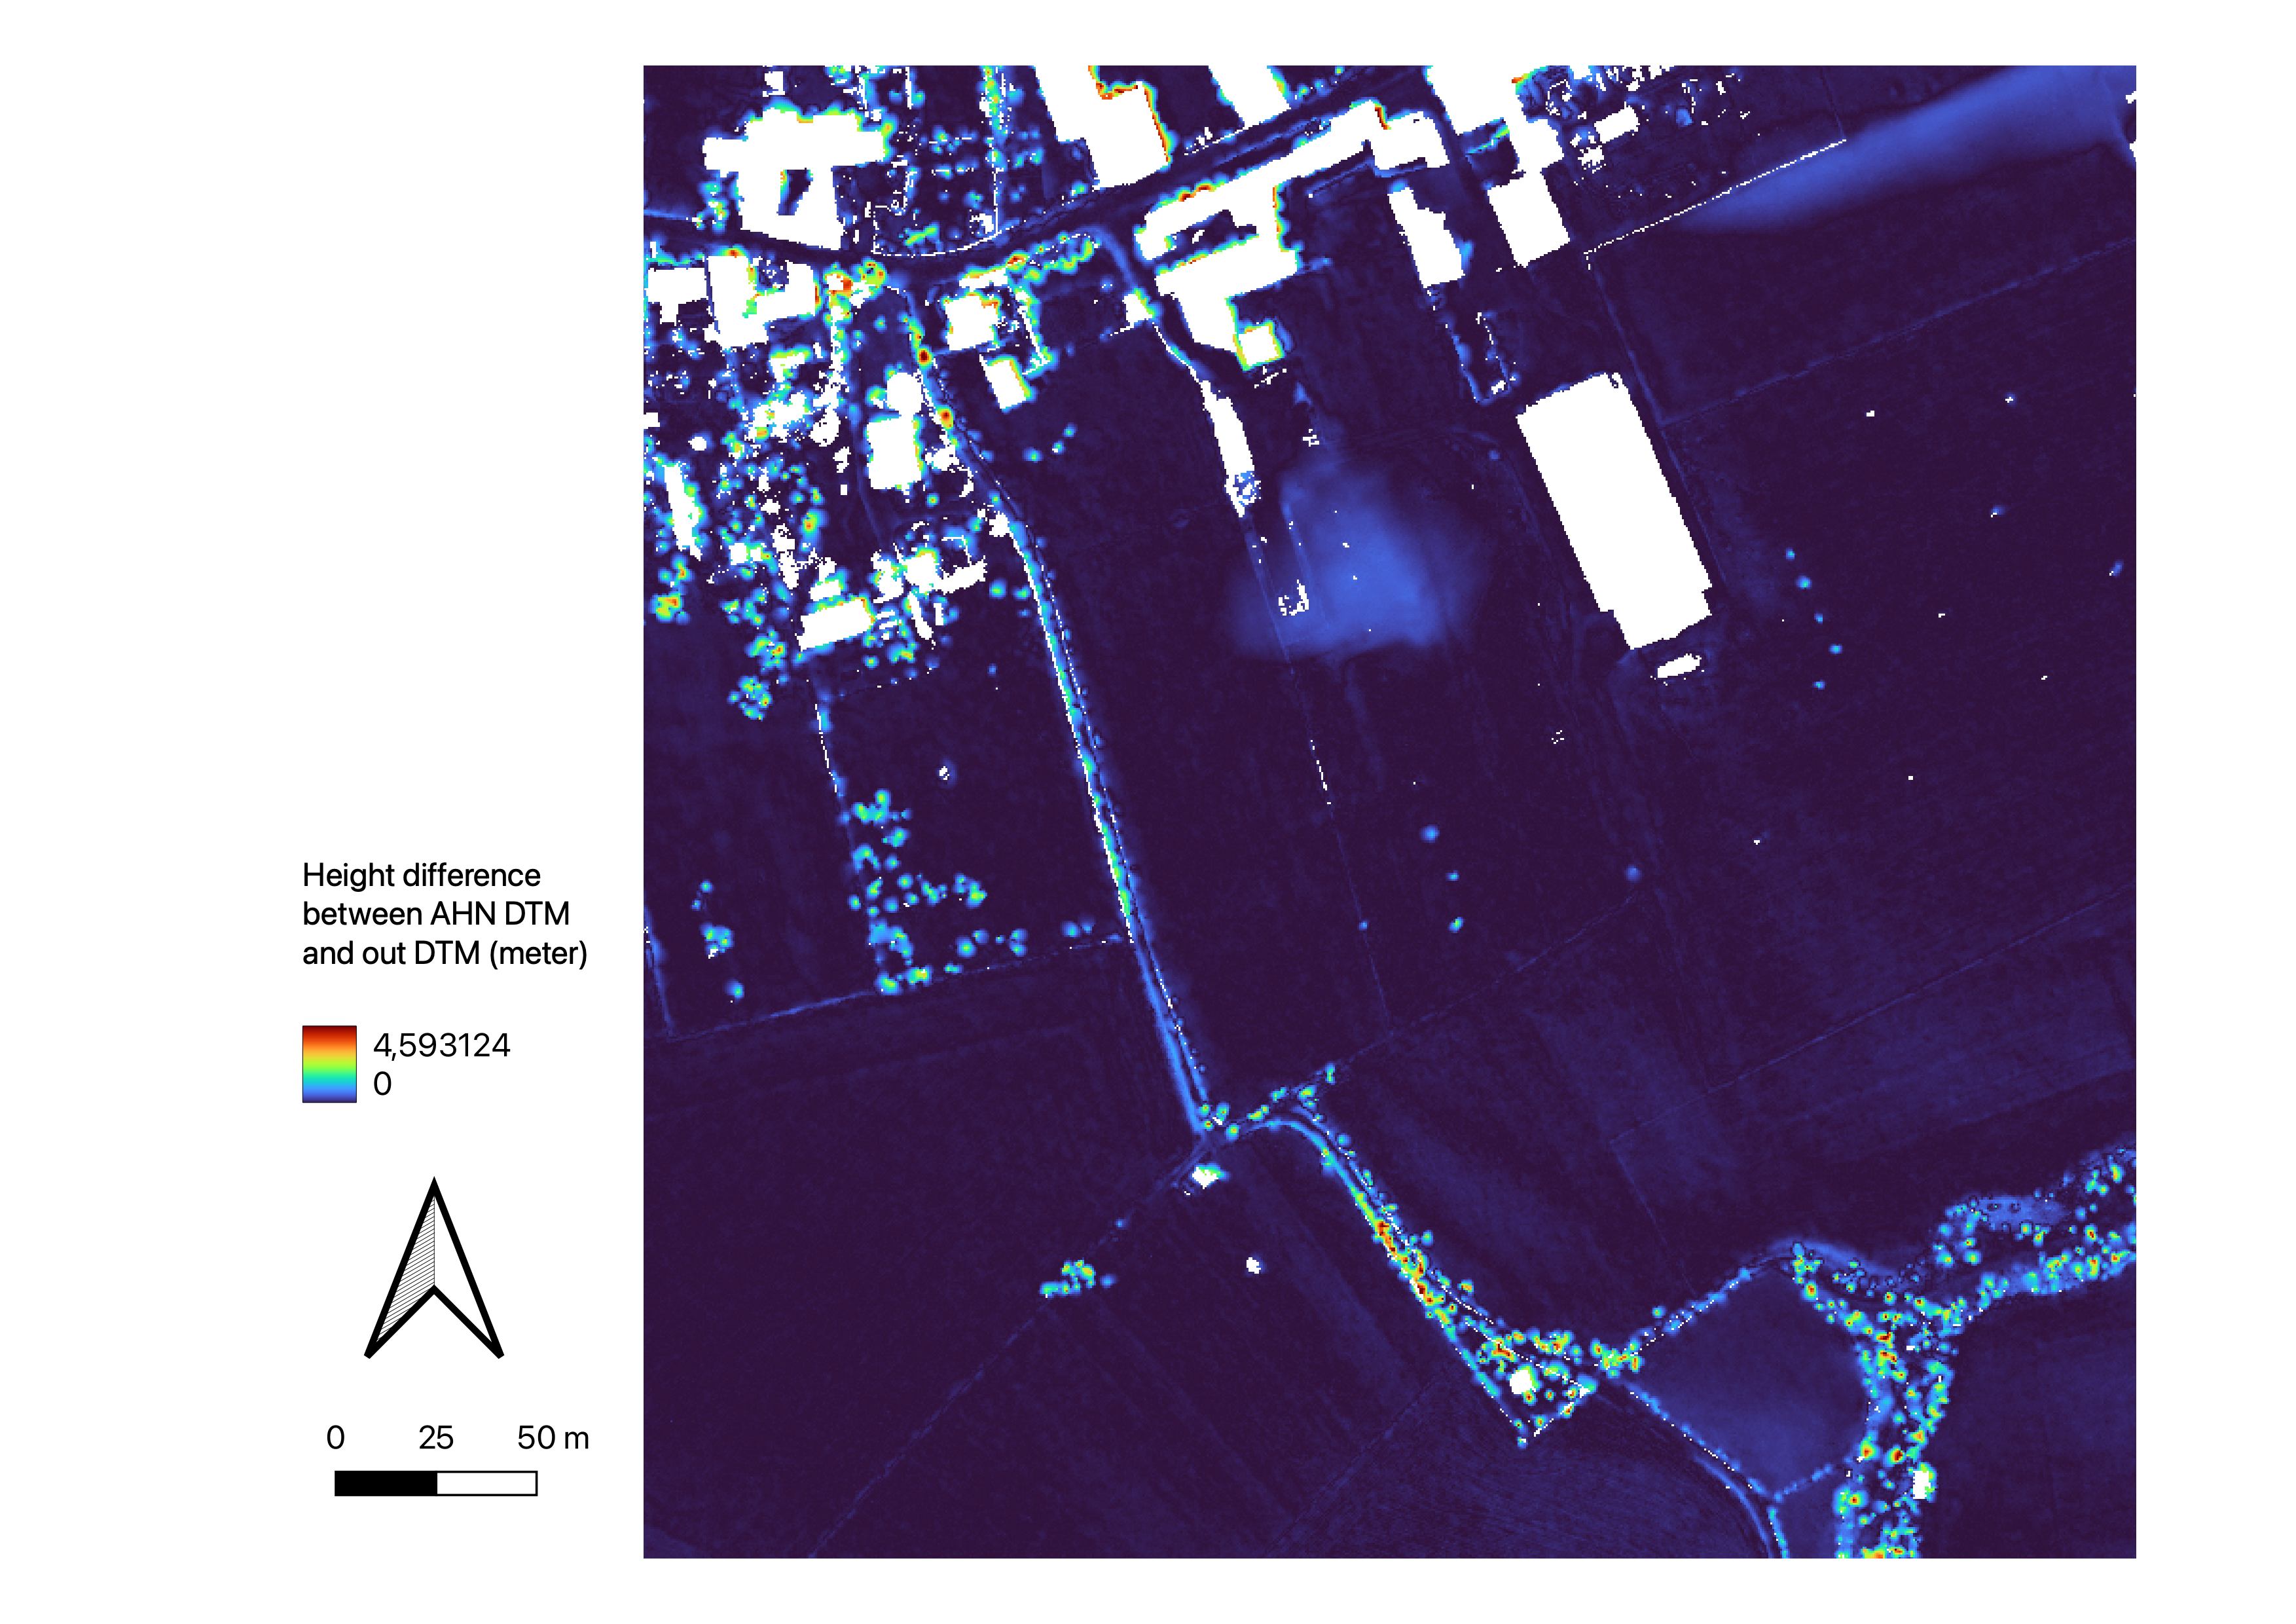 Height difference
between AHN DTM
and out DTM (meter)
4,593124
0
0 25 50 m